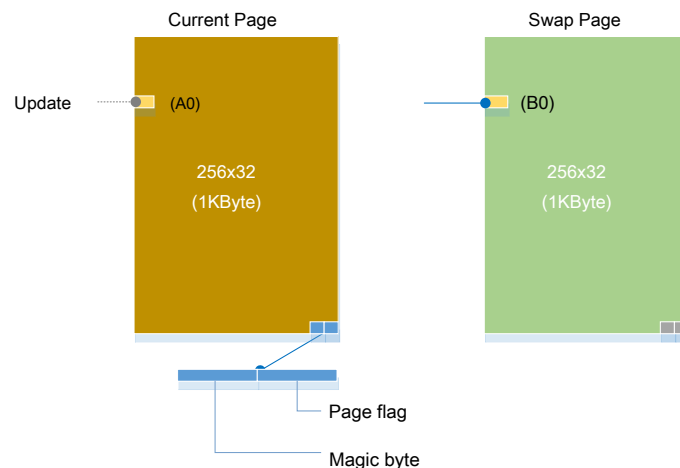 Current Page
Swap Page
Update
(A0)
(B0)
256x32
(1KByte)
256x32
(1KByte)
Page flag
Magic byte